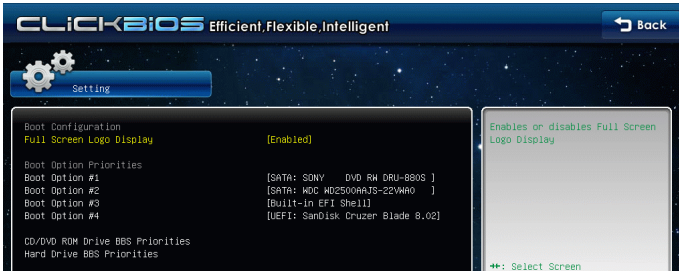 CLiCKBiOS Efficient,Flexible,Intelligent
Back
Setting
Boot Configuration
Full Screen Logo Display [Enabled]
Boot Option Priorities
Boot Option #1 [SATA: SONY DVD RW DRU-880S ]
Boot Option #2 [SATA: WDC WD2500AAJS-22VWA0 ]
Boot Option #3 [Built-in EFI Shell]
Boot Option #4 [UEFI: SanDisk Cruzer Blade 8.02]
CD/DVD ROM Drive BBS Priorities
Hard Drive BBS Priorities
Enables or disables Full Screen
Logo Display
→←: Select Screen